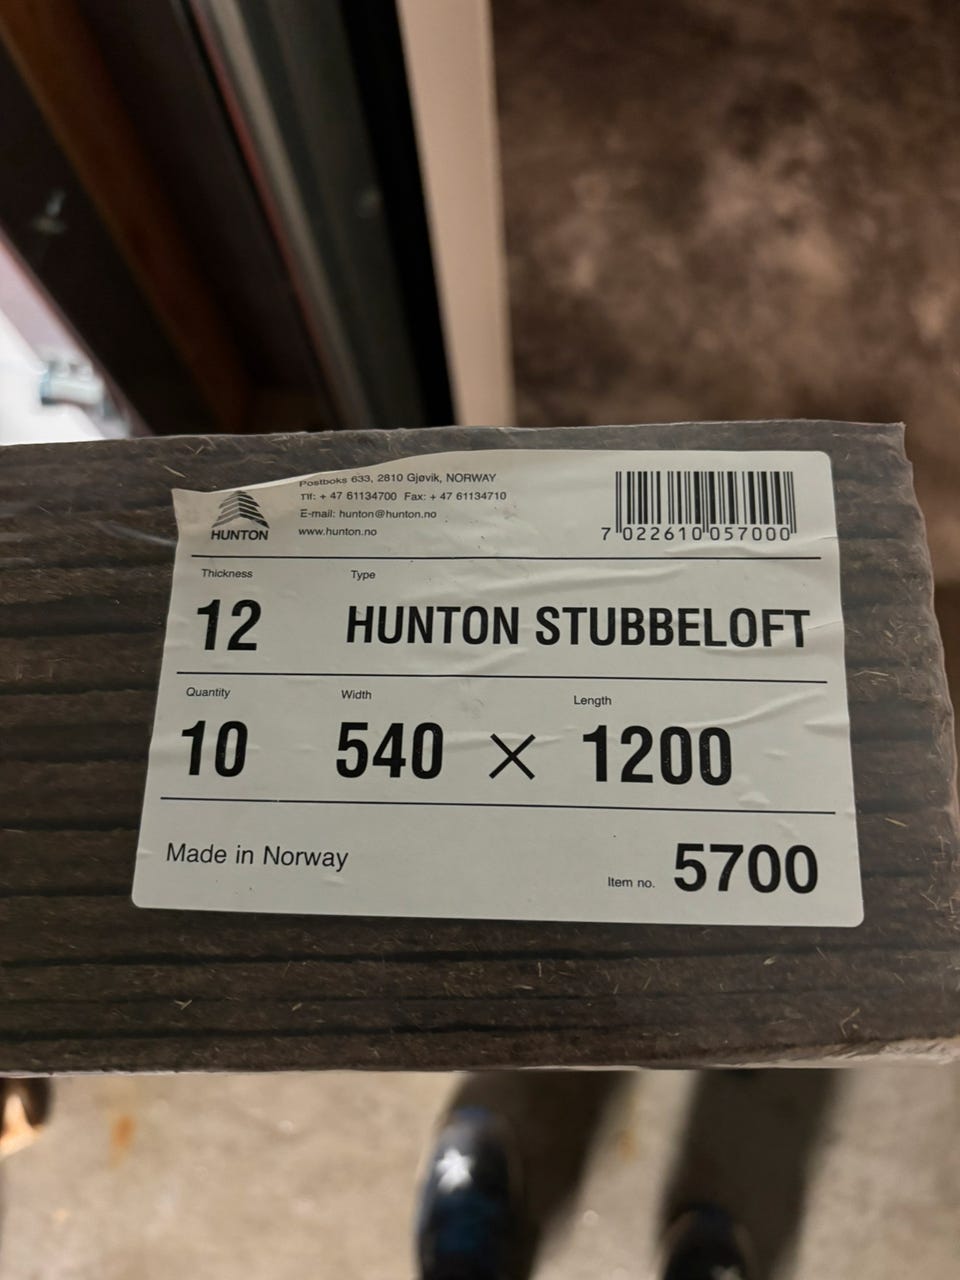 Postboks 633, 2810 Gjøvik, NORWAY
Tlf: + 47 61134700 Fax: + 47 61134710
E-mail: hunton@hunton.no
www.hunton.no
HUNTON
7 022610 057000
Thickness Type
12 HUNTON STUBBELOFT
Quantity Width Length
10 540 × 1200
Made in Norway
Item no. 5700